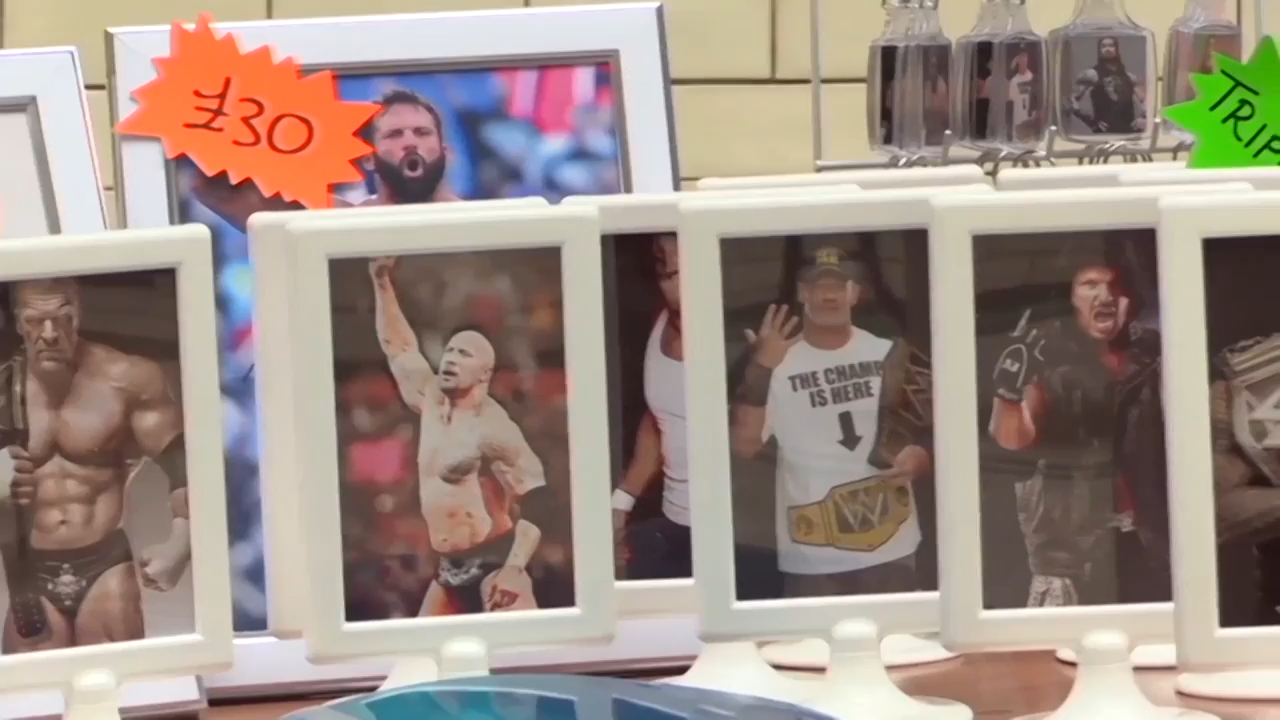 £30
TRIP
THE CHAMP
IS HERE
W